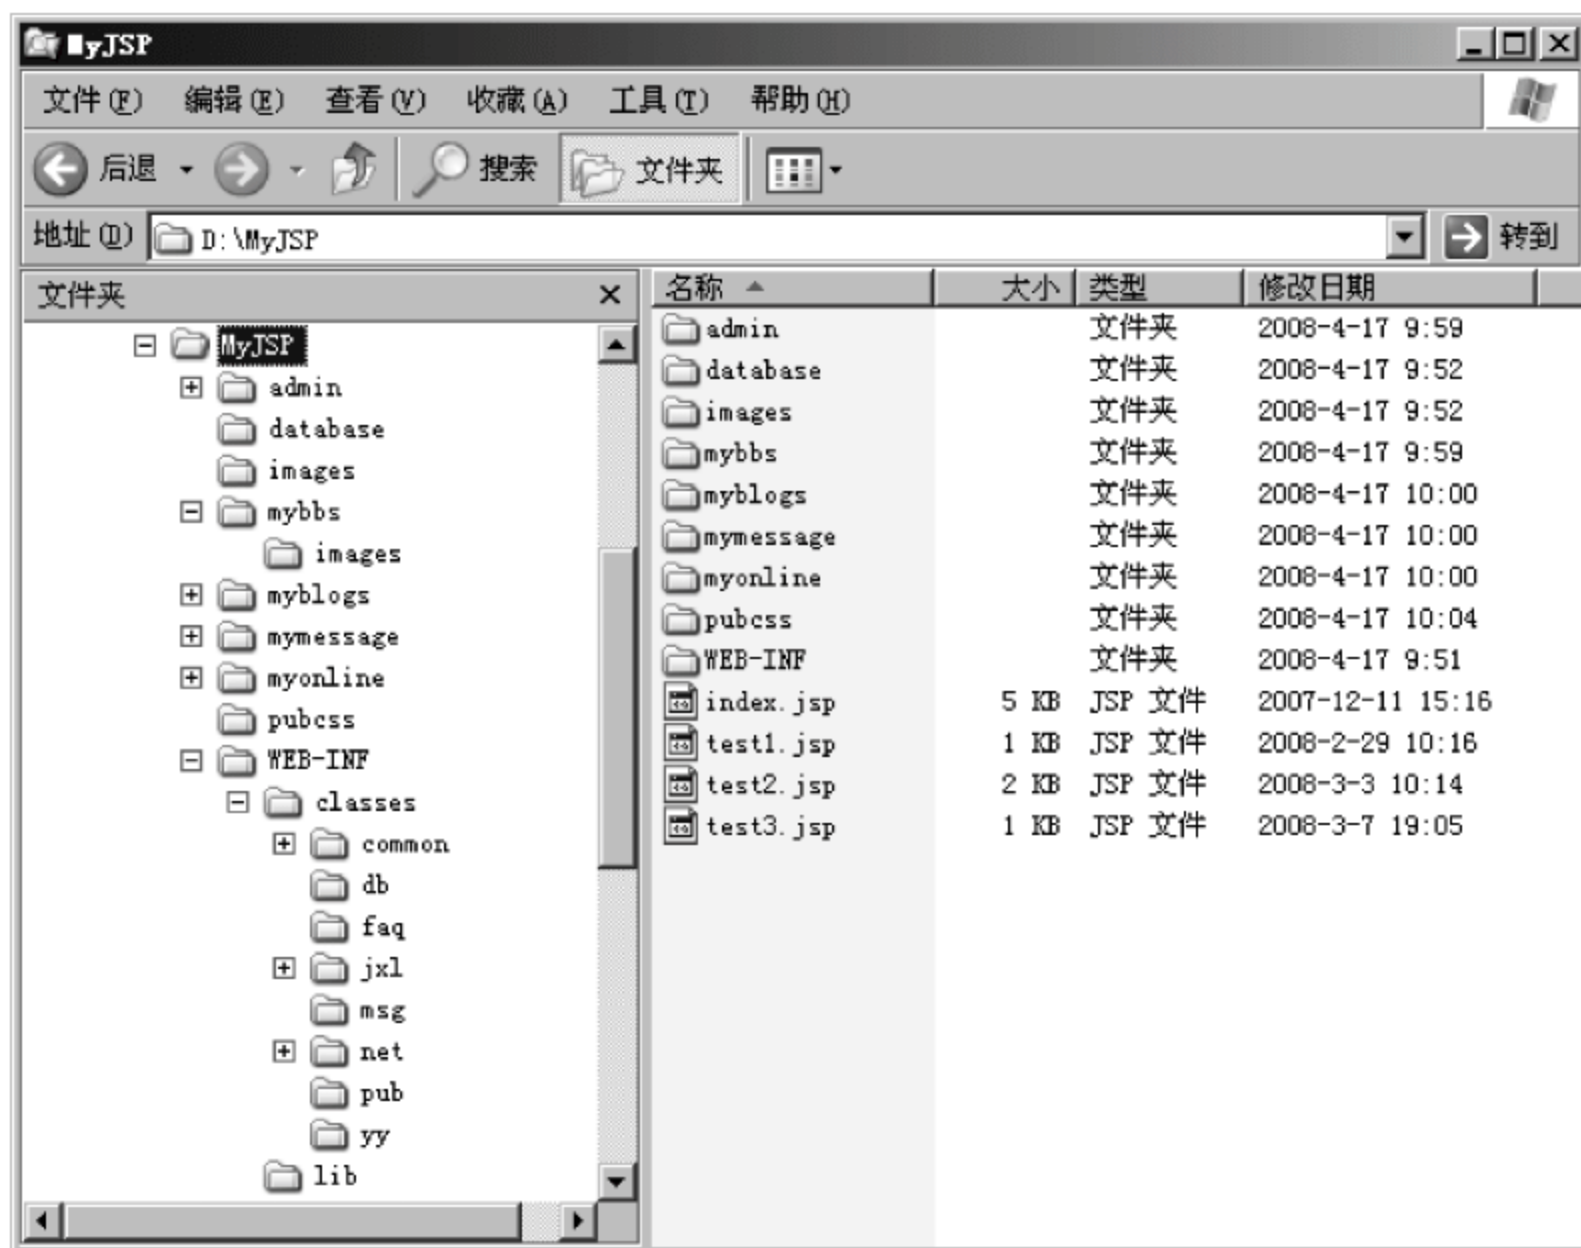 MyJSP
文件(F) 编辑(E) 查看(V) 收藏(A) 工具(T) 帮助(H)
后退 搜索 文件夹
地址(D) D:\MyJSP 转到
文件夹
MyJSP
admin
database
images
mybbs
images
myblogs
mymessage
myonline
pubcss
WEB-INF
classes
common
db
faq
jxl
msg
net
pub
yy
lib
名称 大小 类型 修改日期
admin 文件夹 2008-4-17 9:59
database 文件夹 2008-4-17 9:52
images 文件夹 2008-4-17 9:52
mybbs 文件夹 2008-4-17 9:59
myblogs 文件夹 2008-4-17 10:00
mymessage 文件夹 2008-4-17 10:00
myonline 文件夹 2008-4-17 10:00
pubcss 文件夹 2008-4-17 10:04
WEB-INF 文件夹 2008-4-17 9:51
index.jsp 5 KB JSP 文件 2007-12-11 15:16
test1.jsp 1 KB JSP 文件 2008-2-29 10:16
test2.jsp 2 KB JSP 文件 2008-3-3 10:14
test3.jsp 1 KB JSP 文件 2008-3-7 19:05